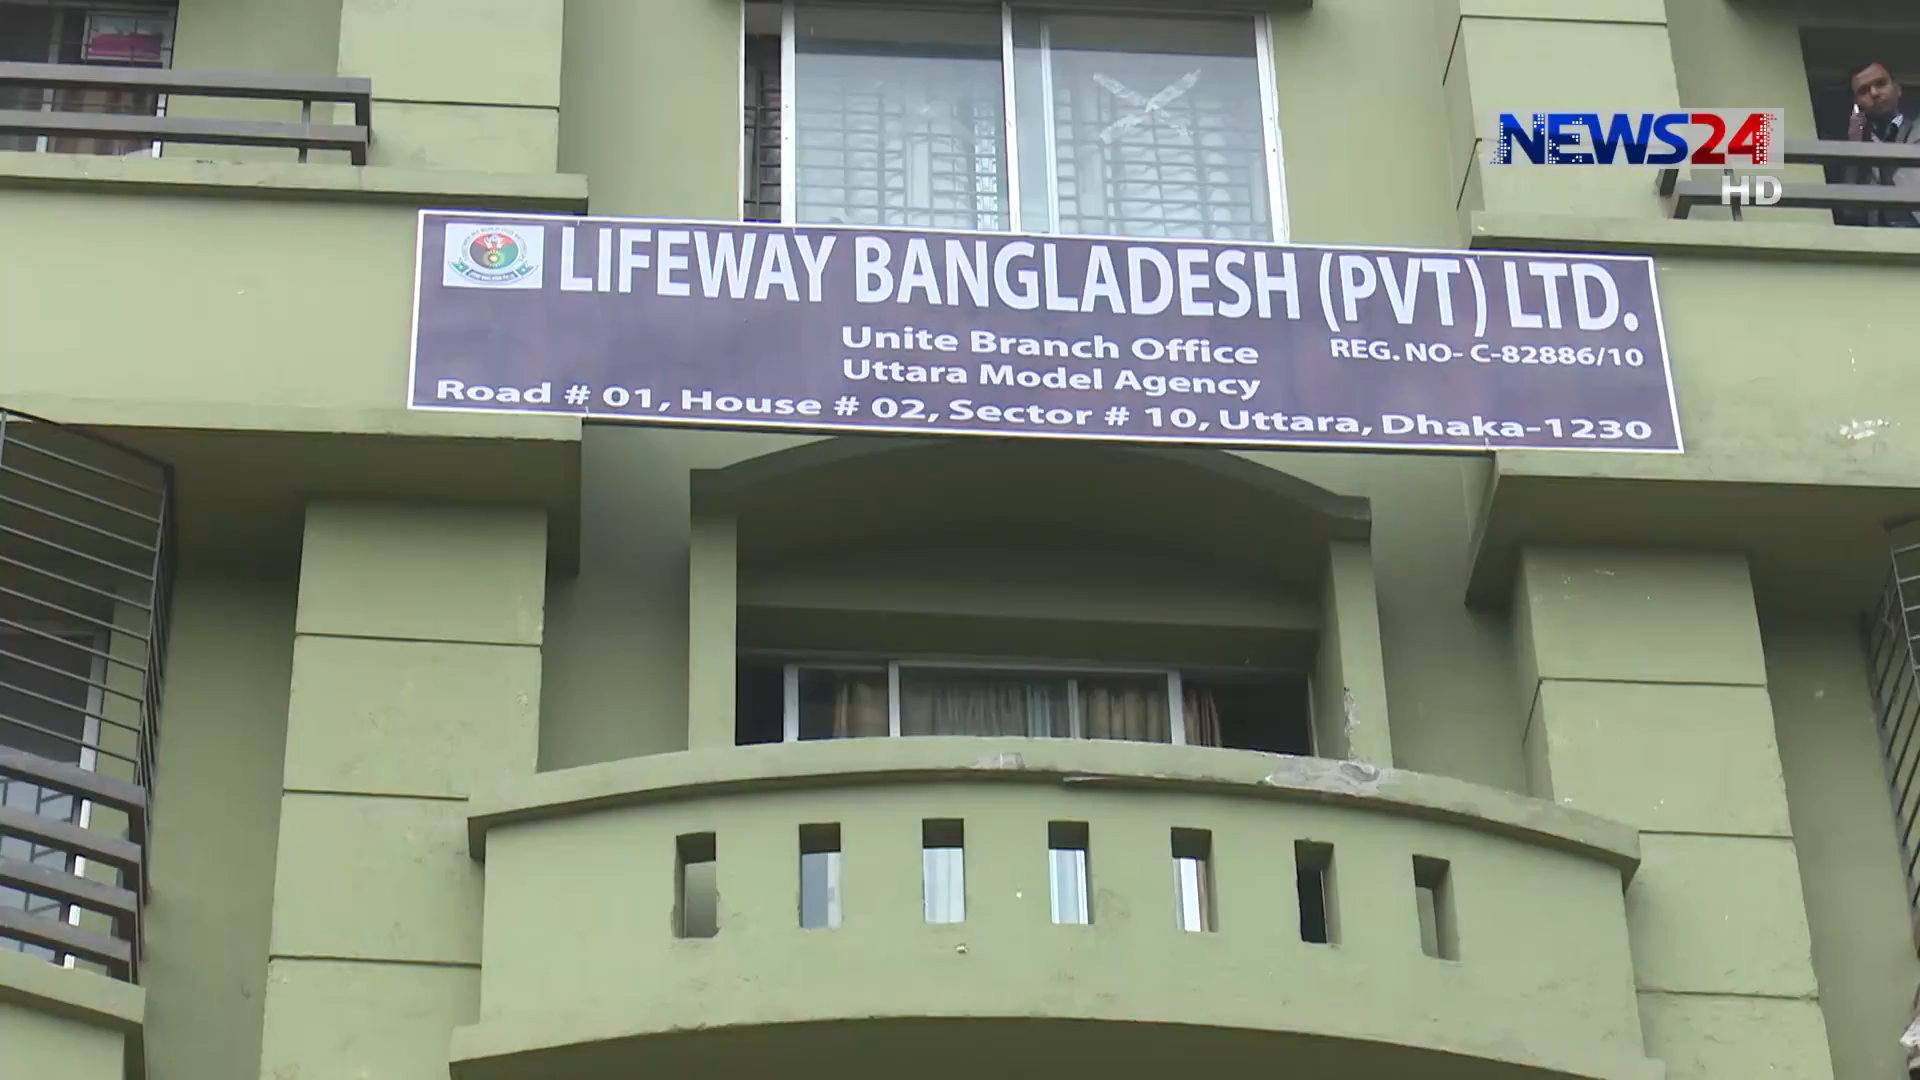 NEWS24
HD
LIFEWAY BANGLADESH (PVT) LTD.
Unite Branch Office
REG. NO- C-82886/10
Uttara Model Agency
Road # 01, House # 02, Sector # 10, Uttara, Dhaka-1230